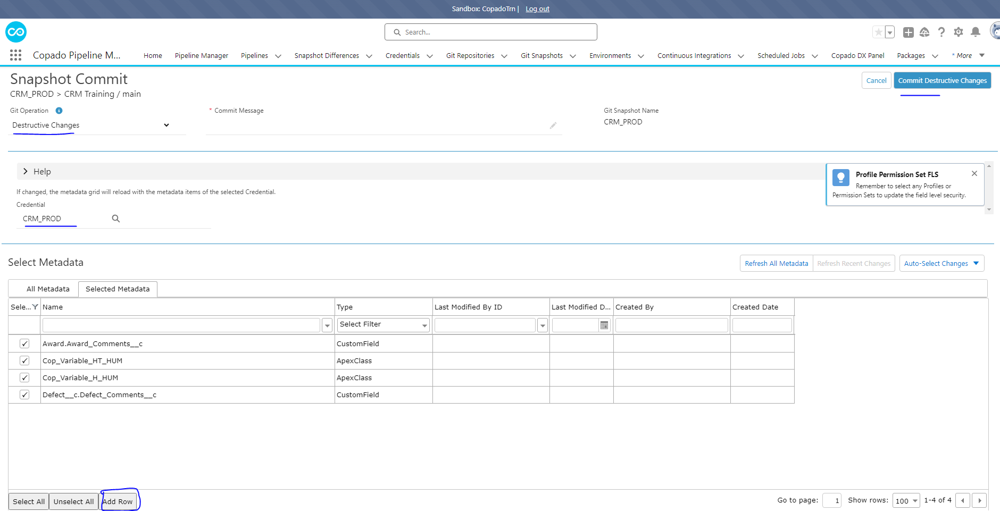 Sandbox: CopadoTrn | Log out
Search...
Copado Pipeline M... Home Pipeline Manager Pipelines Snapshot Differences Credentials Git Repositories Git Snapshots Environments Continuous Integrations Scheduled Jobs Copado DX Panel Packages * More
Snapshot Commit
Cancel Commit Destructive Changes
CRM_PROD > CRM Training / main
Git Operation * Commit Message Git Snapshot Name
Destructive Changes CRM_PROD
Help
Profile Permission Set FLS
Remember to select any Profiles or
Permission Sets to update the field level security.
If changed, the metadata grid will reload with the metadata items of the selected Credential.
Credential
CRM_PROD
Select Metadata Refresh All Metadata Refresh Recent Changes Auto-Select Changes
All Metadata Selected Metadata
Sele... Name Type Last Modified By ID Last Modified D... Created By Created Date
Select Filter
Award.Award_Comments__c CustomField
Cop_Variable_HT_HUM ApexClass
Cop_Variable_H_HUM ApexClass
Defect__c.Defect_Comments__c CustomField
Select All Unselect All Add Row Go to page: 1 Show rows: 100 1-4 of 4